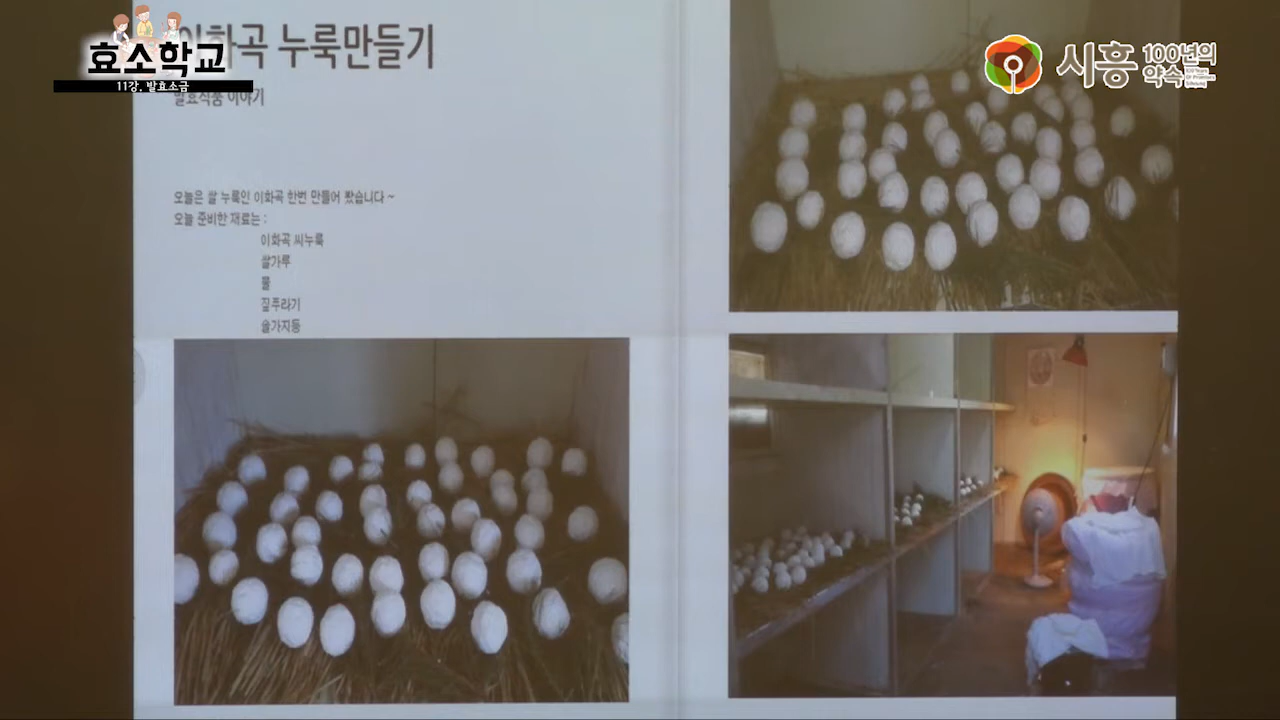 효소학교
11강. 발효소금
시흥 100년의 약속
이화곡 누룩만들기
발효식품 이야기
오늘은 쌀 누룩인 이화곡 한번 만들어 봤습니다 ~
오늘 준비한 재료는 :
이화곡 씨누룩
쌀가루
물
짚푸라기
솔가지등